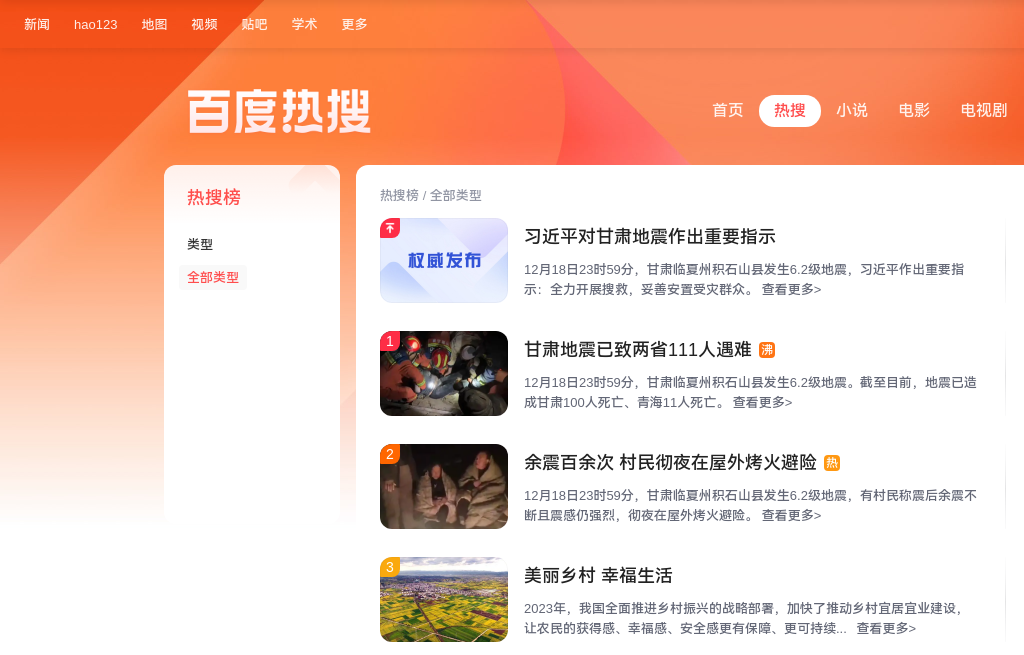 新闻 hao123 地图 视频 贴吧 学术 更多
百度热搜
首页 热搜 小说 电影 电视剧
热搜榜
类型
全部类型
热搜榜 / 全部类型
权威发布
习近平对甘肃地震作出重要指示
12月18日23时59分，甘肃临夏州积石山县发生6.2级地震，习近平作出重要指
示：全力开展搜救，妥善安置受灾群众。 查看更多>
1
甘肃地震已致两省111人遇难 沸
12月18日23时59分，甘肃临夏州积石山县发生6.2级地震。截至目前，地震已造
成甘肃100人死亡、青海11人死亡。 查看更多>
2
余震百余次 村民彻夜在屋外烤火避险 热
12月18日23时59分，甘肃临夏州积石山县发生6.2级地震，有村民称震后余震不
断且震感仍强烈，彻夜在屋外烤火避险。 查看更多>
3
美丽乡村 幸福生活
2023年，我国全面推进乡村振兴的战略部署，加快了推动乡村宜居宜业建设，
让农民的获得感、幸福感、安全感更有保障、更可持续... 查看更多>